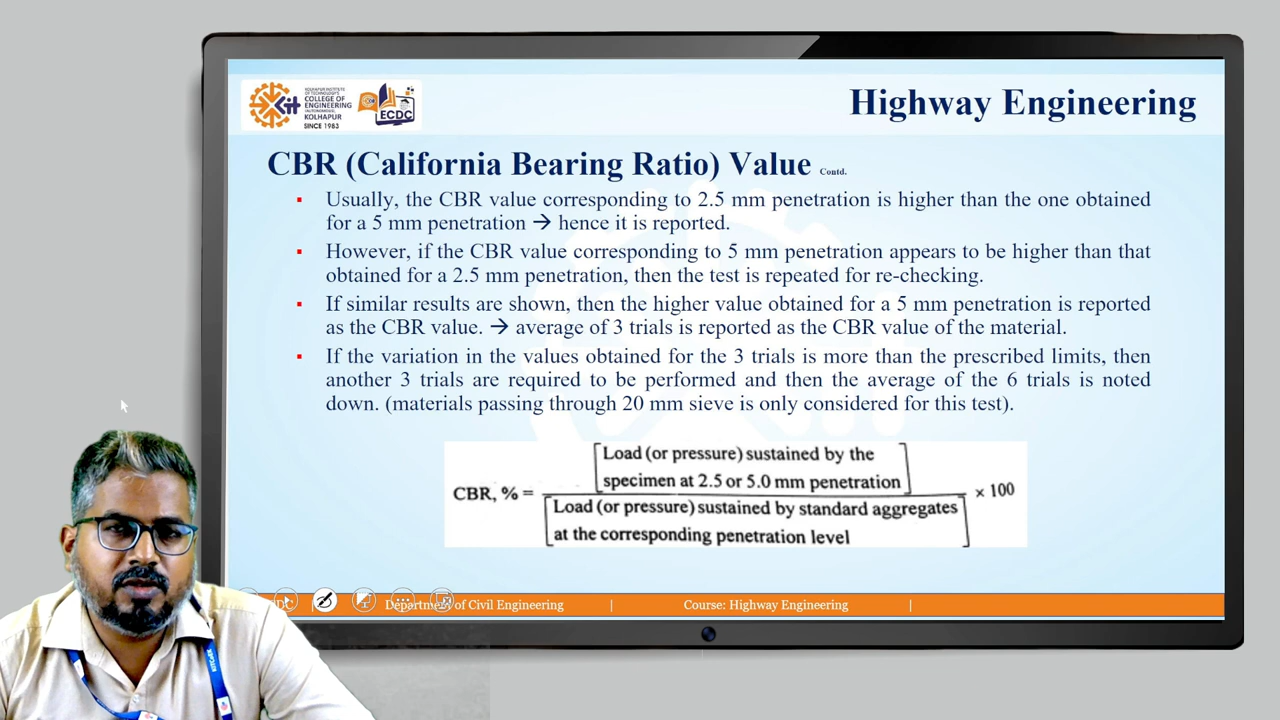 KOLHAPUR INSTITUTE
OF TECHNOLOGY'S
COLLEGE OF
ENGINEERING
(AUTONOMOUS),
KOLHAPUR
SINCE 1983
ECDC
Highway Engineering
CBR (California Bearing Ratio) Value Contd.
▪ Usually, the CBR value corresponding to 2.5 mm penetration is higher than the one obtained
for a 5 mm penetration → hence it is reported.
▪ However, if the CBR value corresponding to 5 mm penetration appears to be higher than that
obtained for a 2.5 mm penetration, then the test is repeated for re-checking.
▪ If similar results are shown, then the higher value obtained for a 5 mm penetration is reported
as the CBR value. → average of 3 trials is reported as the CBR value of the material.
▪ If the variation in the values obtained for the 3 trials is more than the prescribed limits, then
another 3 trials are required to be performed and then the average of the 6 trials is noted
down. (materials passing through 20 mm sieve is only considered for this test).
[Load (or pressure) sustained by the
specimen at 2.5 or 5.0 mm penetration]
CBR, % = × 100
[Load (or pressure) sustained by standard aggregates
at the corresponding penetration level]
| Department of Civil Engineering | Course: Highway Engineering |